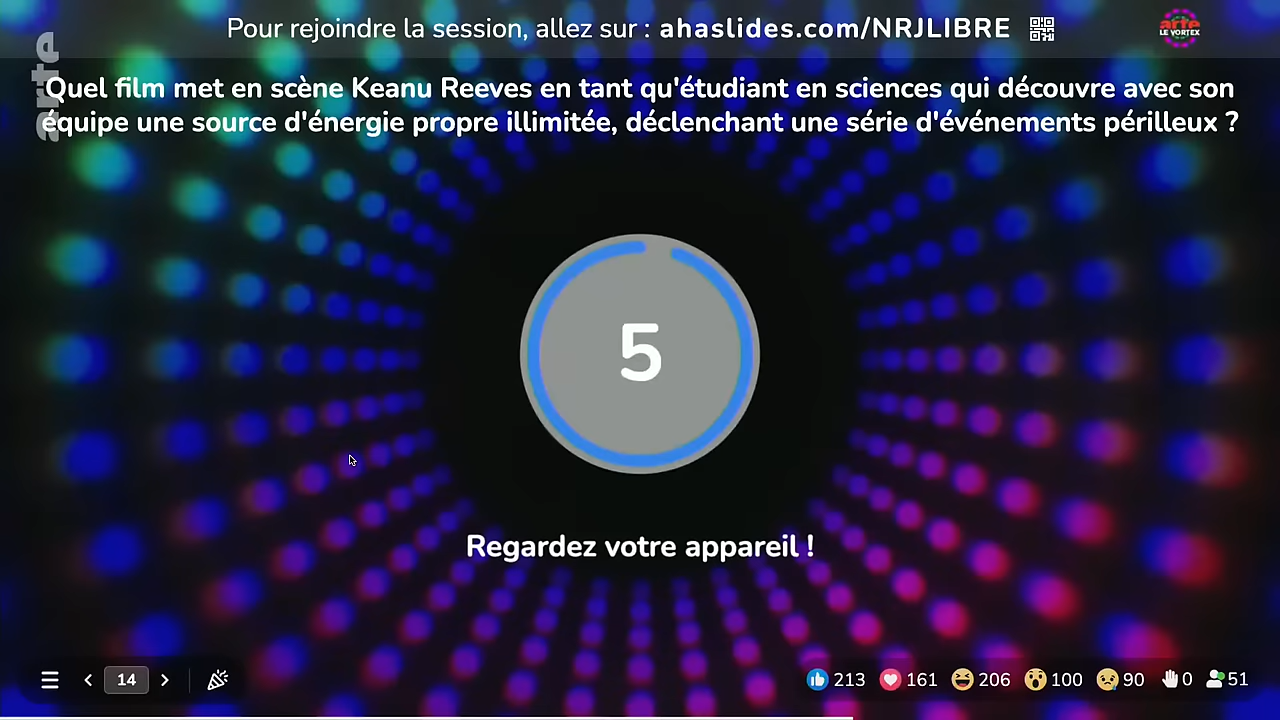 Pour rejoindre la session, allez sur : ahaslides.com/NRJLIBRE
arte
LE VORTEX
arte
Quel film met en scène Keanu Reeves en tant qu'étudiant en sciences qui découvre avec son
équipe une source d'énergie propre illimitée, déclenchant une série d'événements périlleux ?
5
Regardez votre appareil !
14
213 161 206 100 90 0 51